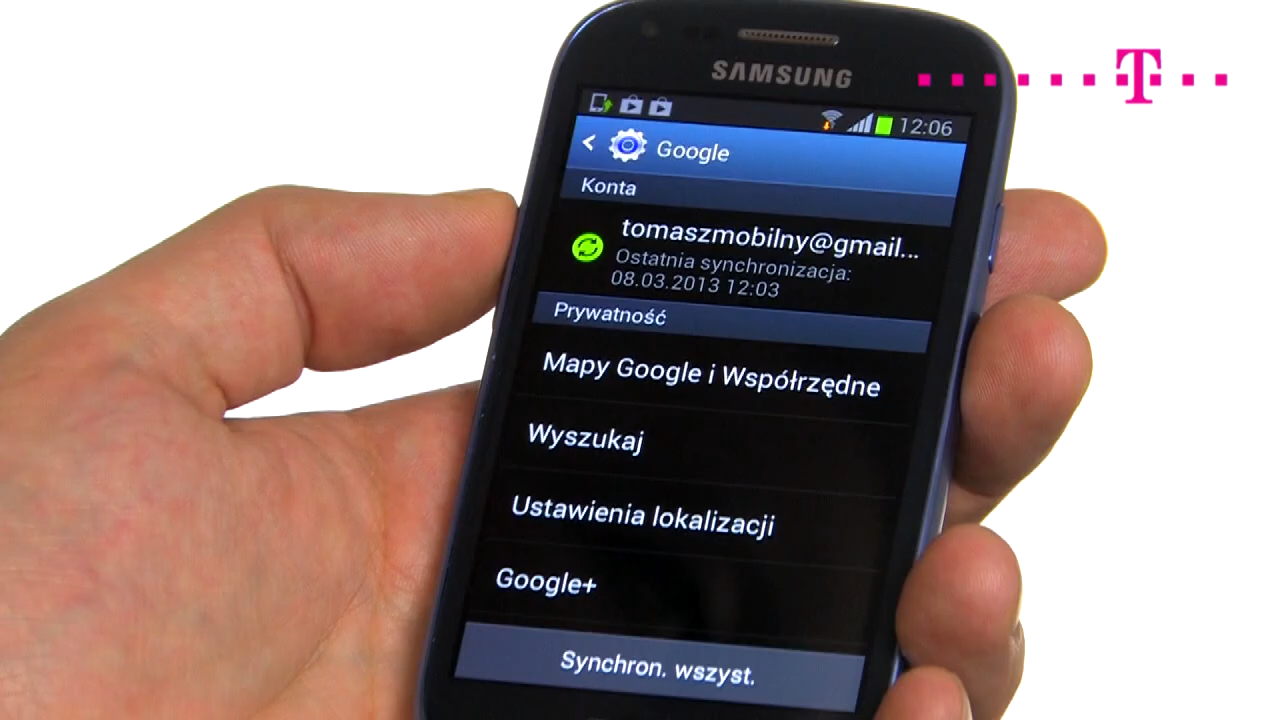 SAMSUNG
T
12:06
Google
Konta
tomaszmobilny@gmail...
Ostatnia synchronizacja:
08.03.2013 12:03
Prywatność
Mapy Google i Współrzędne
Wyszukaj
Ustawienia lokalizacji
Google+
Synchron. wszyst.